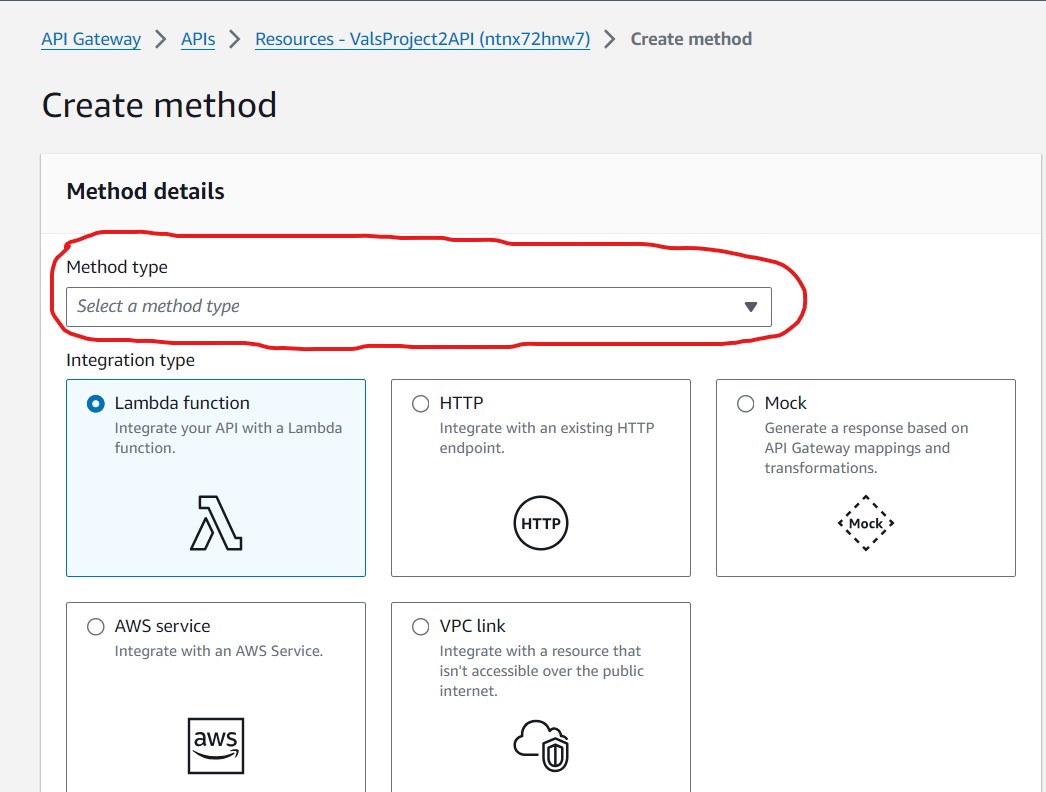 API Gateway > APIs > Resources - ValsProject2API (ntnx72hnw7) > Create method
Create method
Method details
Method type
Select a method type
Integration type
Lambda function
Integrate your API with a Lambda
function.
HTTP
Integrate with an existing HTTP
endpoint.
HTTP
Mock
Generate a response based on
API Gateway mappings and
transformations.
Mock
AWS service
Integrate with an AWS Service.
aws
VPC link
Integrate with a resource that
isn't accessible over the public
internet.